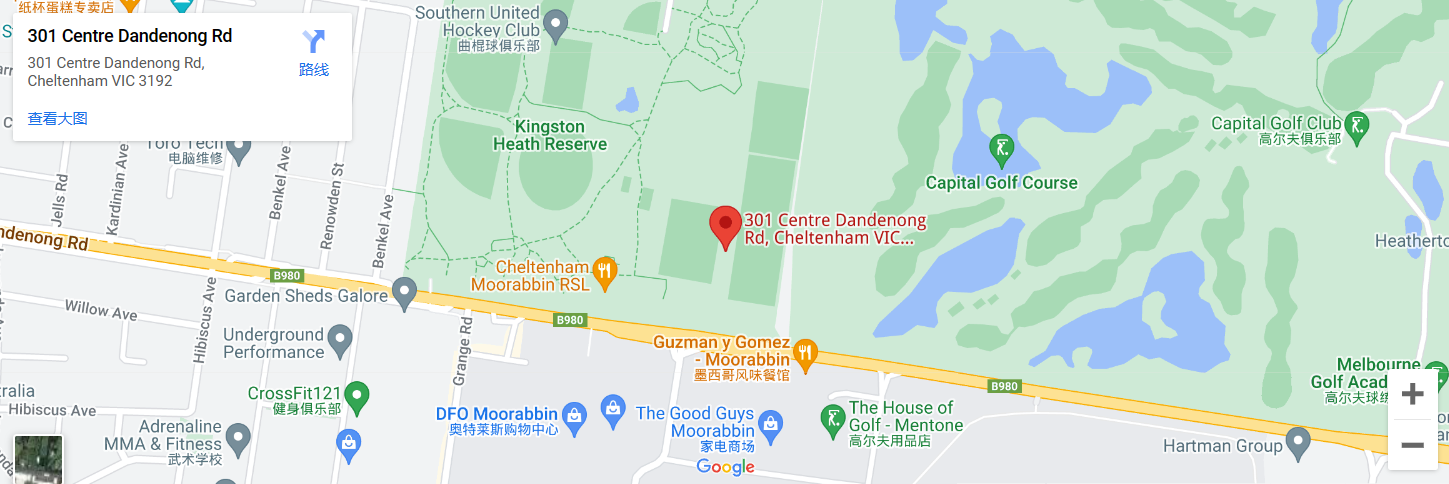 纸杯蛋糕专卖店
301 Centre Dandenong Rd
301 Centre Dandenong Rd,
Cheltenham VIC 3192
路线
查看大图
Southern United
Hockey Club
曲棍球俱乐部
Kingston
Heath Reserve
Capital Golf Club
高尔夫俱乐部
Capital Golf Course
Toro Tech
电脑维修
Jells Rd
Kardinian Ave
Benkel Ave
Renowden St
Benkel Ave
301 Centre Dandenong
Rd, Cheltenham VIC...
ndenong Rd
B980
Cheltenham
Moorabbin RSL
Garden Sheds Galore
Willow Ave
Hibiscus Ave
Underground
Performance
Grange Rd
B980
Guzman y Gomez
- Moorabbin
墨西哥风味餐馆
B980
Heatherto
Melbourne
Golf Acad
高尔夫球练
CrossFit121
健身俱乐部
ralia
Hibiscus Ave
DFO Moorabbin
奥特莱斯购物中心
The Good Guys
Moorabbin
家电商场
The House of
Golf - Mentone
高尔夫用品店
Adrenaline
MMA & Fitness
武术学校
Hartman Group
Google